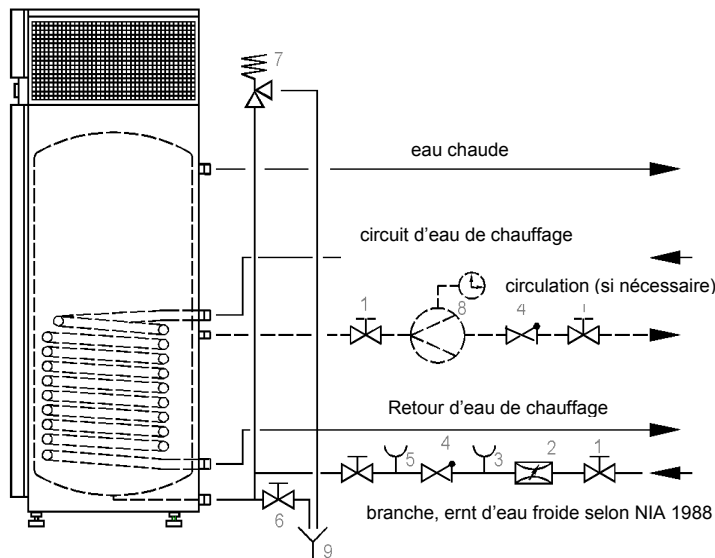 7
eau chaude
circuit d'eau de chauffage
circulation (si nécessaire)
1 8 4 1
Retour d'eau de chauffage
5 4 3 2 1
6
branche, ernt d'eau froide selon NIA 1988
9